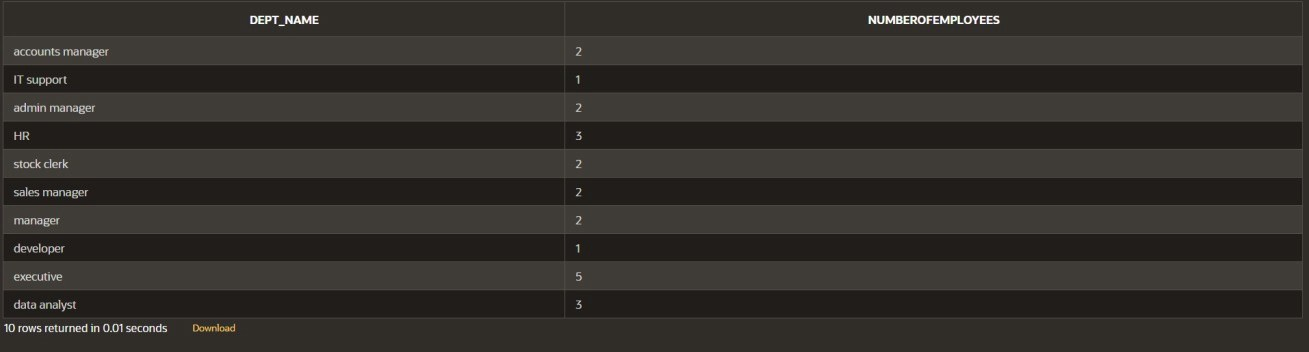 DEPT_NAME NUMBEROFEMPLOYEES
accounts manager 2
IT support 1
admin manager 2
HR 3
stock clerk 2
sales manager 2
manager 2
developer 1
executive 5
data analyst 3
10 rows returned in 0.01 seconds Download